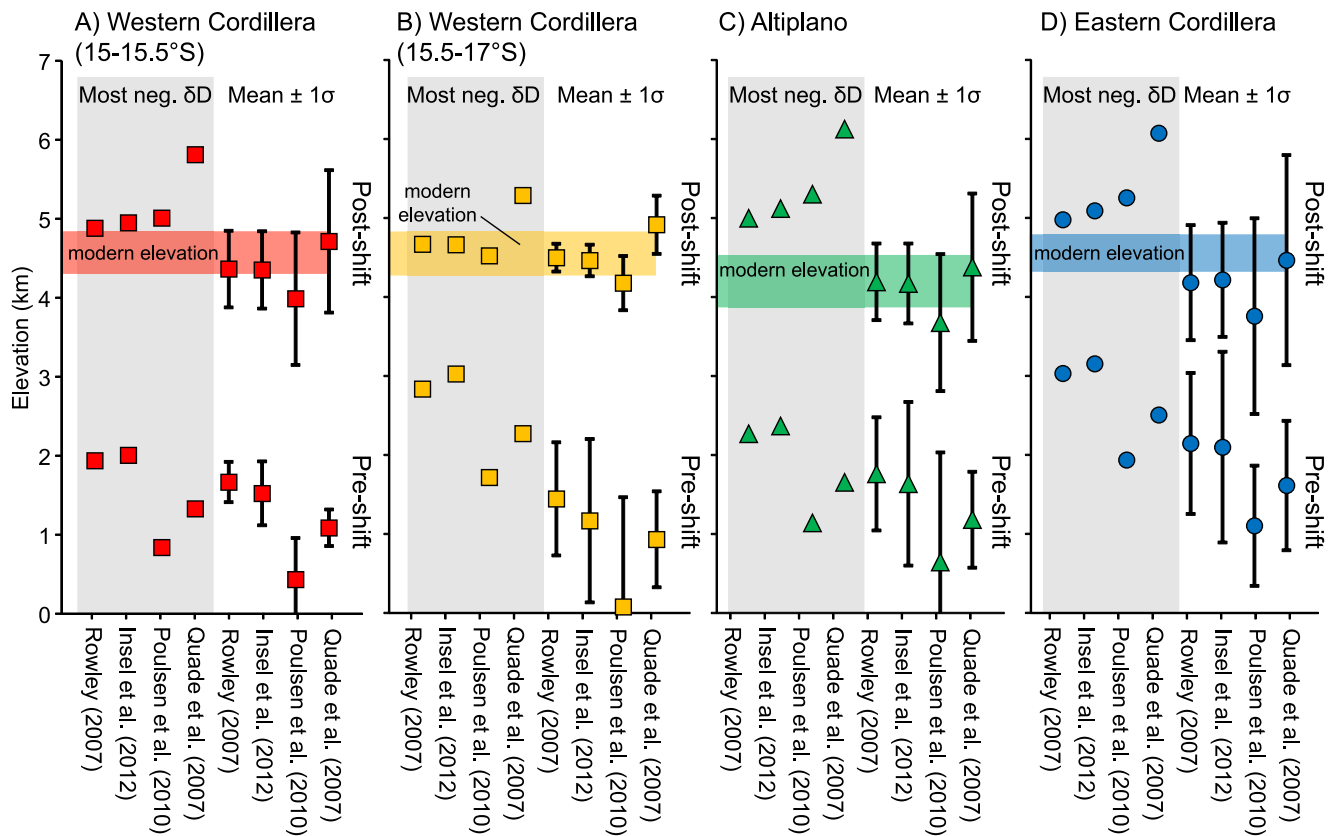 A) Western Cordillera
(15-15.5°S)
B) Western Cordillera
(15.5-17°S)
C) Altiplano
D) Eastern Cordillera
Elevation (km)
7
6
5
4
3
2
1
0
Most neg. δD
Mean ± 1σ
modern elevation
Post-shift
Pre-shift
Rowley (2007)
Insel et al. (2012)
Poulsen et al. (2010)
Quade et al. (2007)
Rowley (2007)
Insel et al. (2012)
Poulsen et al. (2010)
Quade et al. (2007)
Most neg. δD
Mean ± 1σ
modern
elevation
Post-shift
Pre-shift
Rowley (2007)
Insel et al. (2012)
Poulsen et al. (2010)
Quade et al. (2007)
Rowley (2007)
Insel et al. (2012)
Poulsen et al. (2010)
Quade et al. (2007)
Most neg. δD
Mean ± 1σ
modern elevation
Post-shift
Pre-shift
Rowley (2007)
Insel et al. (2012)
Poulsen et al. (2010)
Quade et al. (2007)
Rowley (2007)
Insel et al. (2012)
Poulsen et al. (2010)
Quade et al. (2007)
Most neg. δD
Mean ± 1σ
modern elevation
Post-shift
Pre-shift
Rowley (2007)
Insel et al. (2012)
Poulsen et al. (2010)
Quade et al. (2007)
Rowley (2007)
Insel et al. (2012)
Poulsen et al. (2010)
Quade et al. (2007)